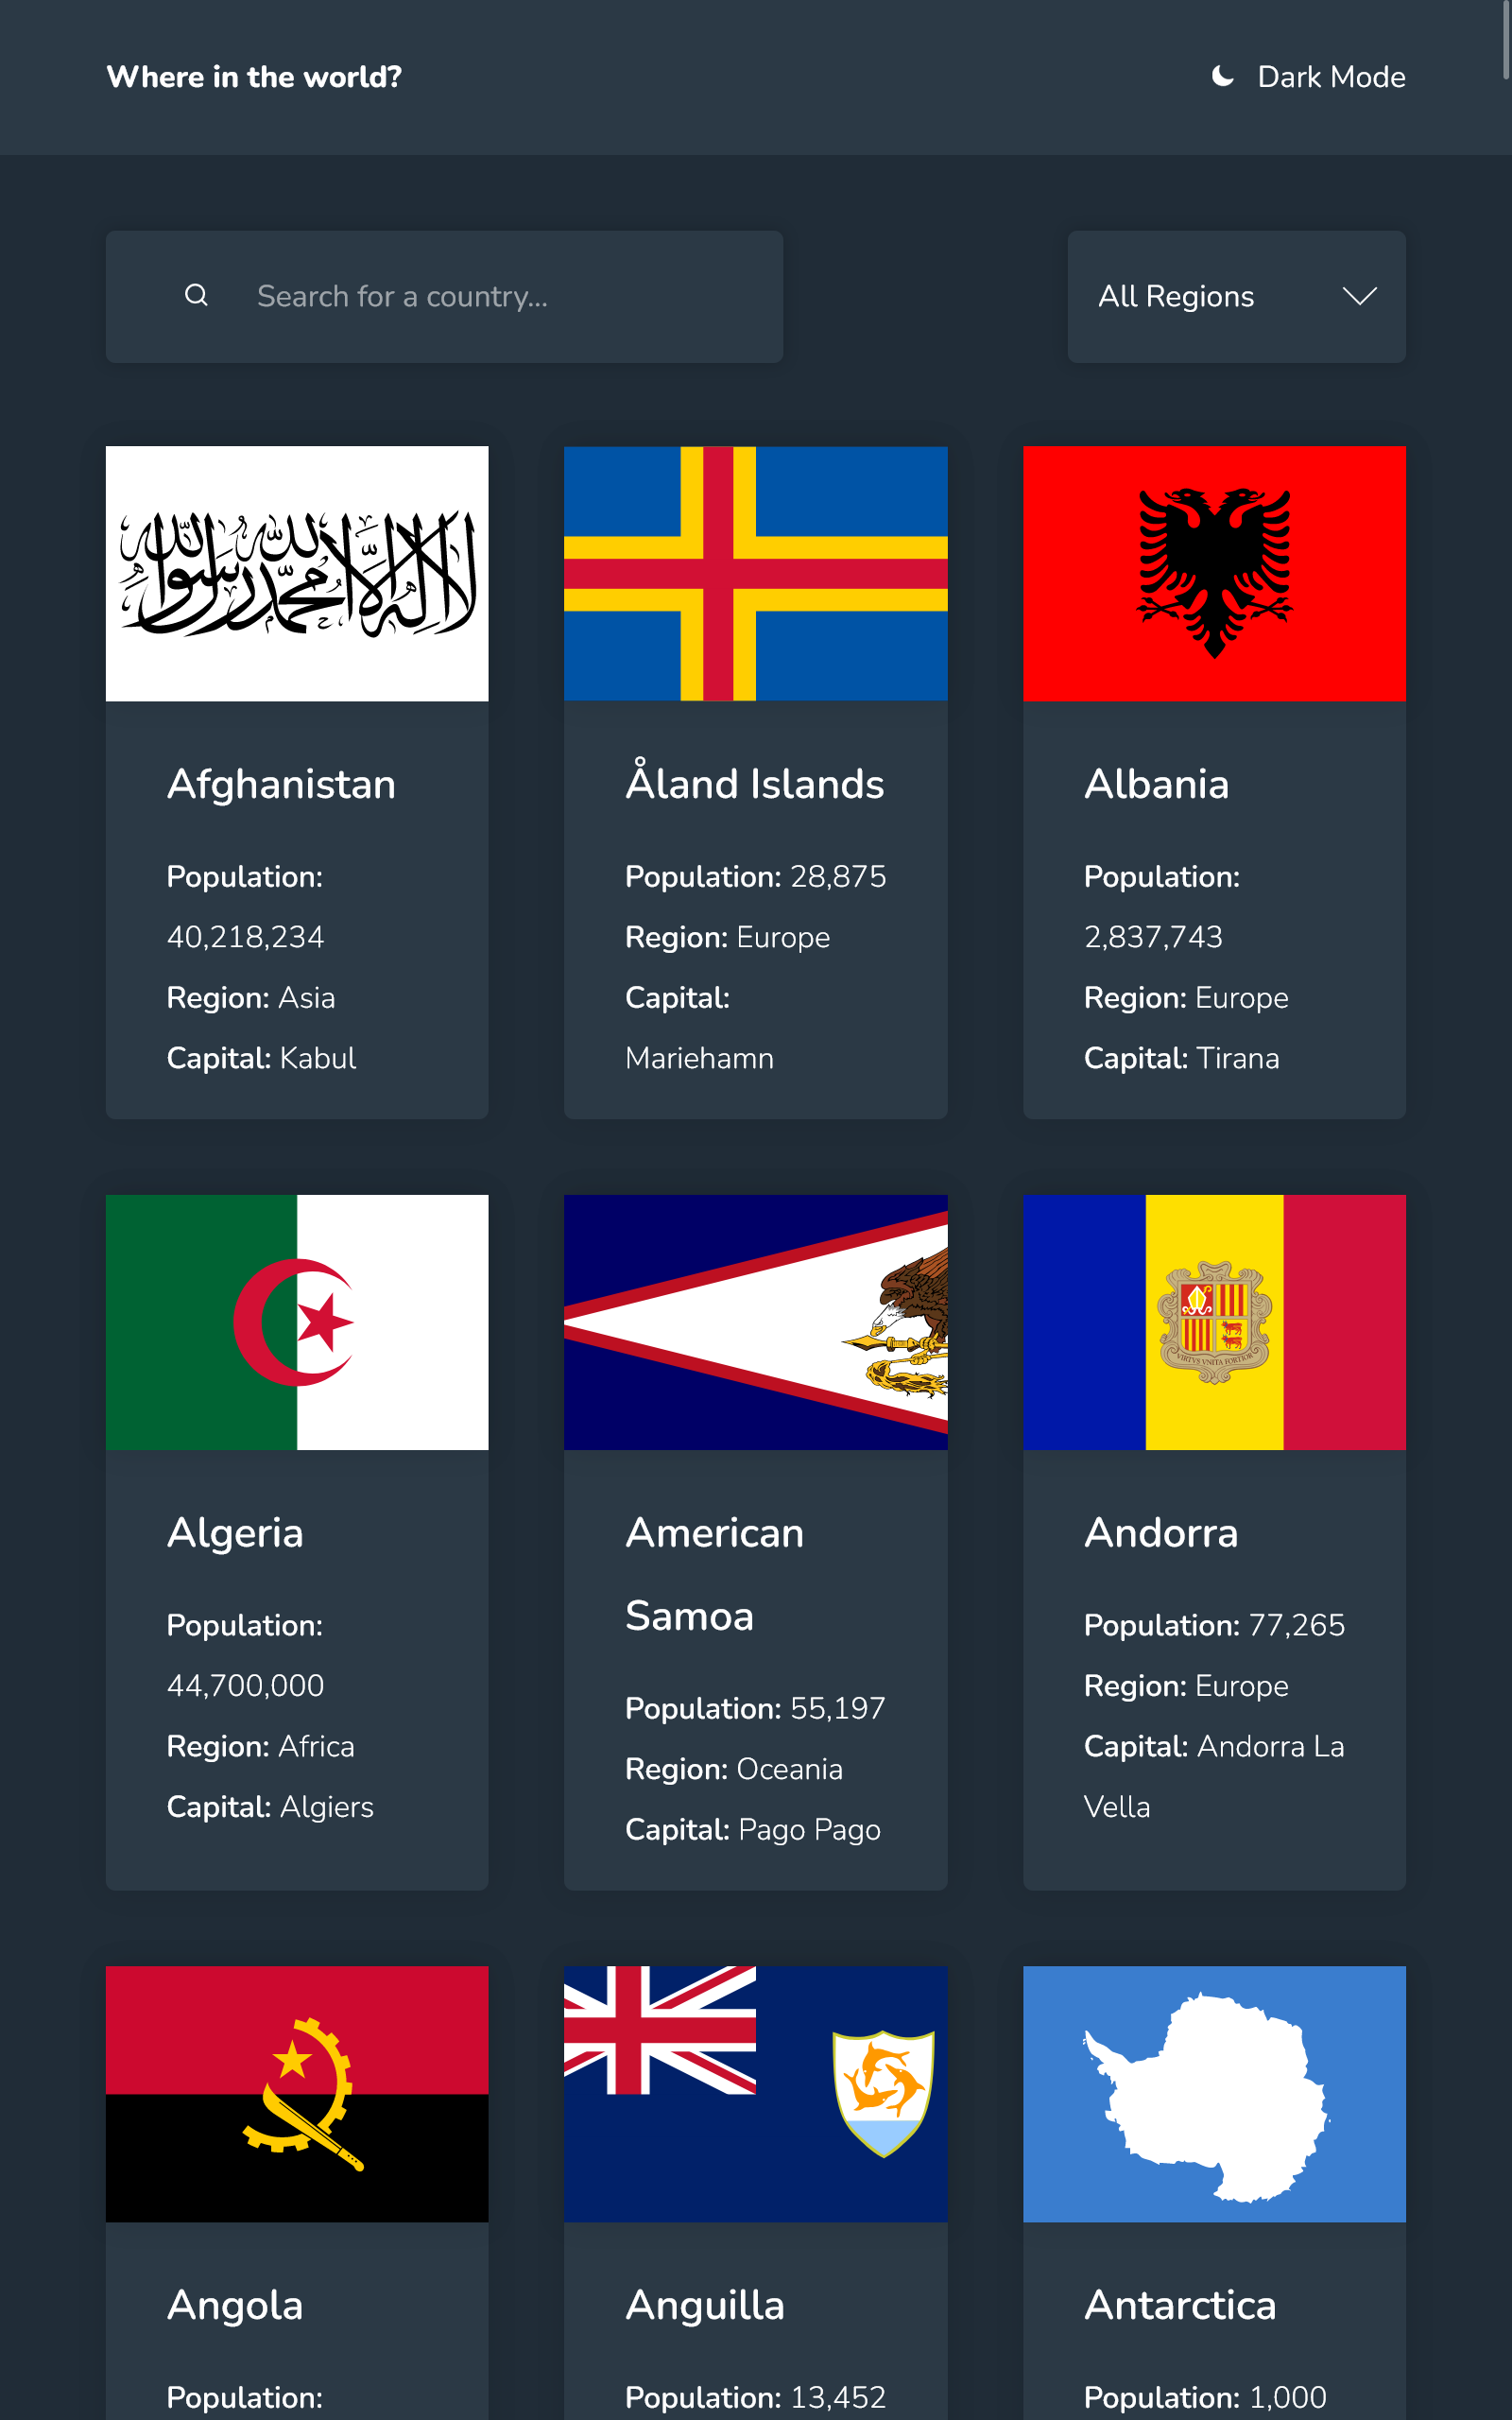 Where in the world?
Dark Mode
Search for a country...
All Regions
لا إله إلا الله محمد رسول الله
Afghanistan
Population:
40,218,234
Region: Asia
Capital: Kabul
Åland Islands
Population: 28,875
Region: Europe
Capital:
Mariehamn
Albania
Population:
2,837,743
Region: Europe
Capital: Tirana
Algeria
Population:
44,700,000
Region: Africa
Capital: Algiers
American
Samoa
Population: 55,197
Region: Oceania
Capital: Pago Pago
VIRTVS VNITA FORTIOR
Andorra
Population: 77,265
Region: Europe
Capital: Andorra La
Vella
Angola
Population:
Anguilla
Population: 13,452
Antarctica
Population: 1,000